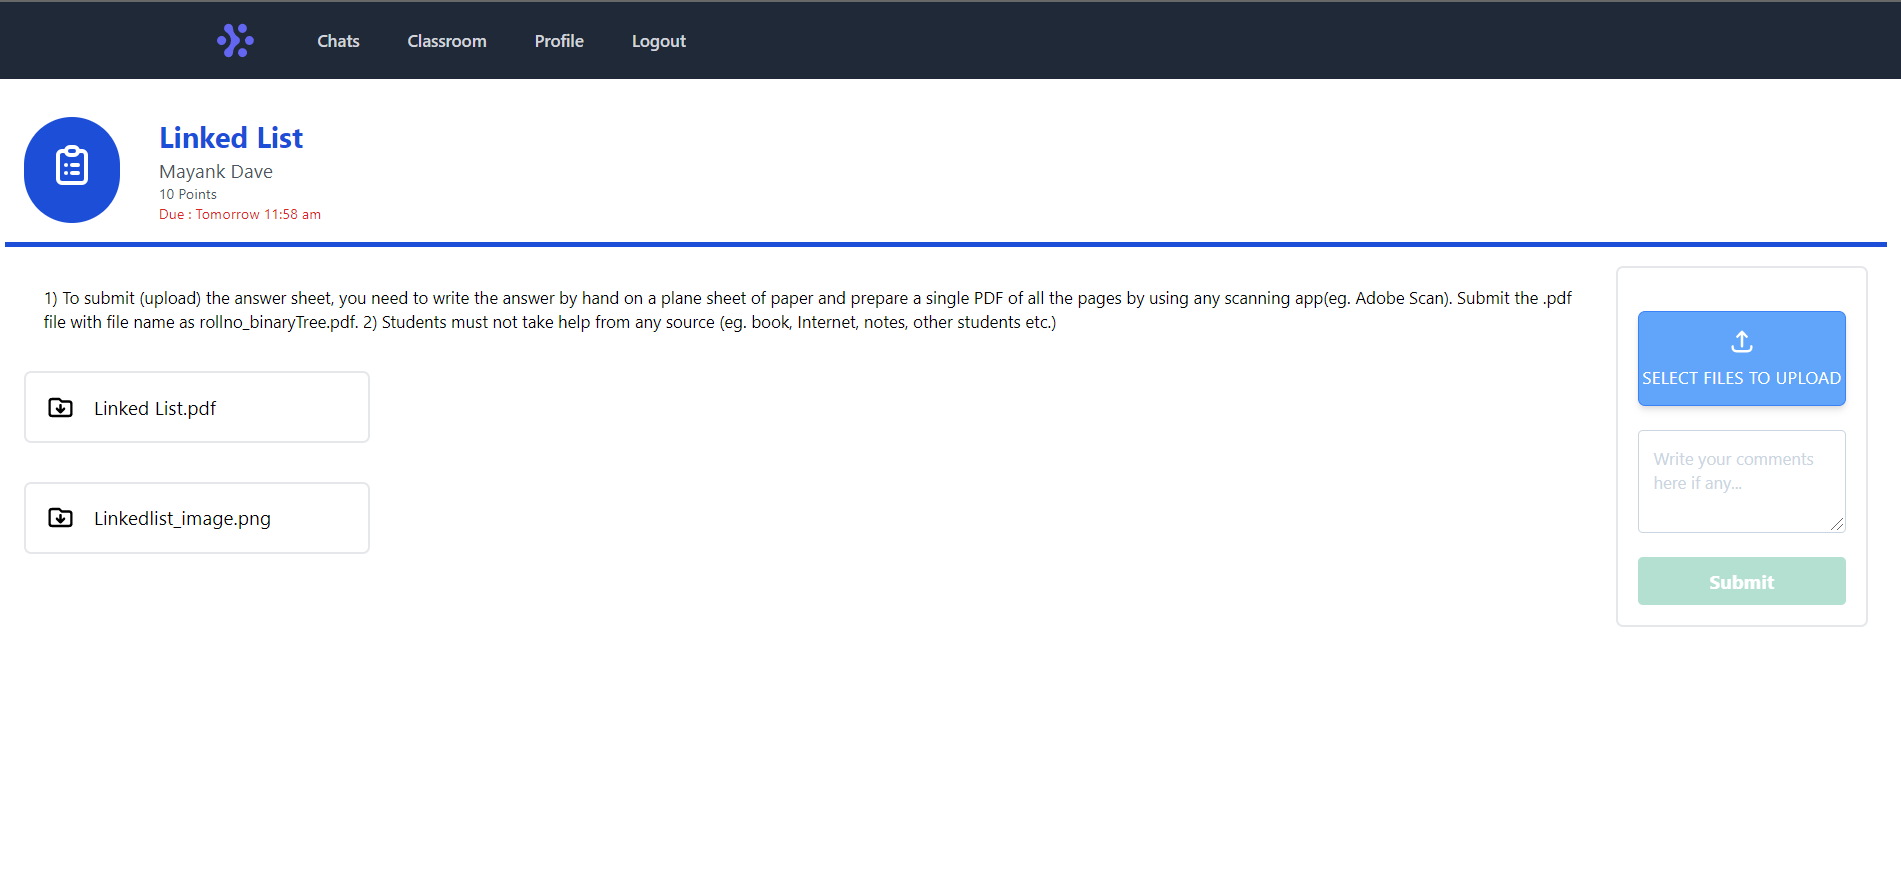 Chats Classroom Profile Logout
Linked List
Mayank Dave
10 Points
Due : Tomorrow 11:58 am
1) To submit (upload) the answer sheet, you need to write the answer by hand on a plane sheet of paper and prepare a single PDF of all the pages by using any scanning app(eg. Adobe Scan). Submit the .pdf
file with file name as rollno_binaryTree.pdf. 2) Students must not take help from any source (eg. book, Internet, notes, other students etc.)
Linked List.pdf
Linkedlist_image.png
SELECT FILES TO UPLOAD
Write your comments
here if any...
Submit